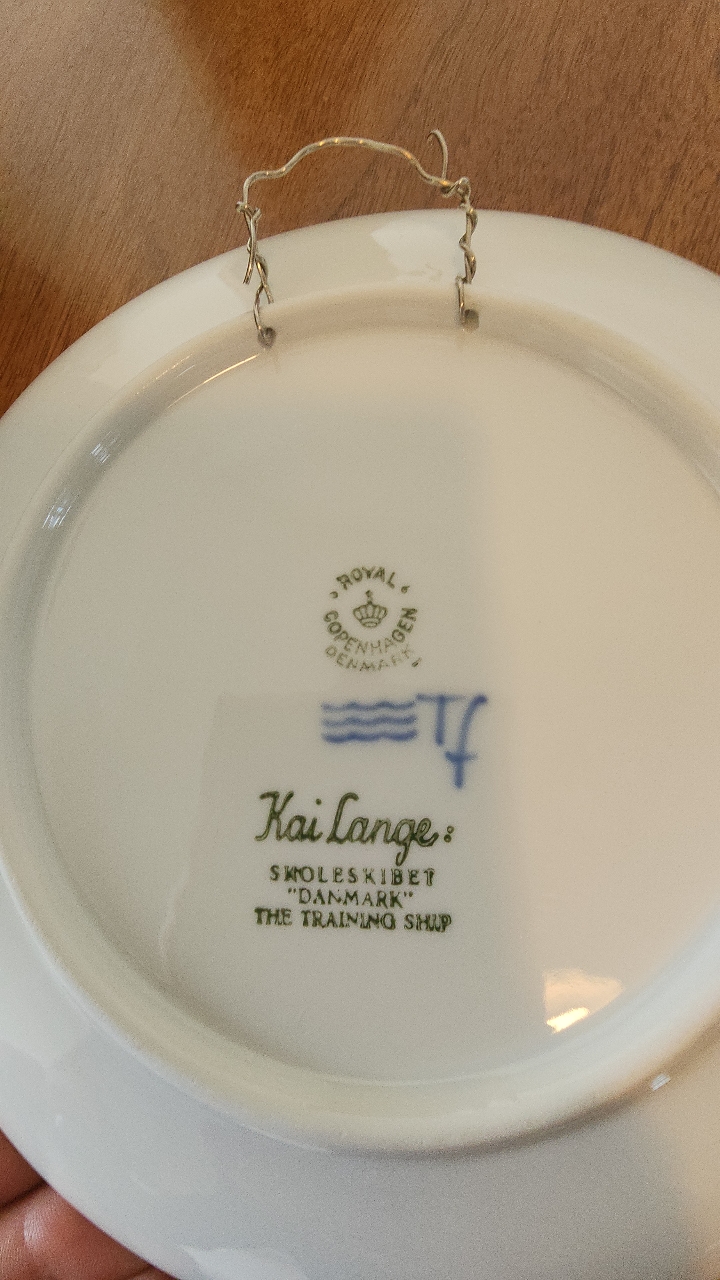 ROYAL
COPENHAGEN
DENMARK
Kai Lange:
SKOLESKIBET
"DANMARK"
THE TRAINING SHIP